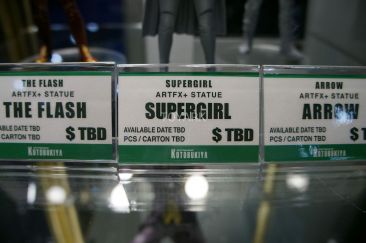 THE FLASH
ARTFX+ STATUE
THE FLASH
AVAILABLE DATE TBD
PCS / CARTON TBD
$ TBD
KOTOBUKIYA
SUPERGIRL
ARTFX+ STATUE
SUPERGIRL
AVAILABLE DATE TBD
PCS / CARTON TBD
$ TBD
KOTOBUKIYA
ARROW
ARTFX+ STATUE
ARROW
AVAILABLE DATE TBD
PCS / CARTON TBD
$ TBD
KOTOBUKIYA